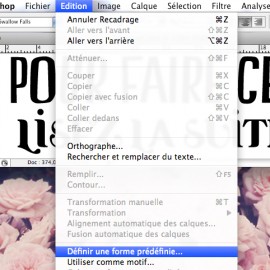 hop Fichier Edition Image Calque Sélection Filtre Analyse
Swallow Falls
Annuler Recadrage ⌘Z
Aller vers l'avant ⇧⌘Z
Aller vers l'arrière ⌥⌘Z
Atténuer... ⇧⌘F
Couper ⌘X
Copier ⌘C
Copier avec fusion ⇧⌘C
Coller ⌘V
Coller dedans ⇧⌘V
Effacer
Orthographe...
Rechercher et remplacer du texte...
Remplir... ⇧F5
Contour...
Doc : 374,0
Transformation manuelle ⌘T
Transformation
Alignement automatique des calques...
Fusion automatique des calques
Définir une forme prédéfinie...
Utiliser comme motif...